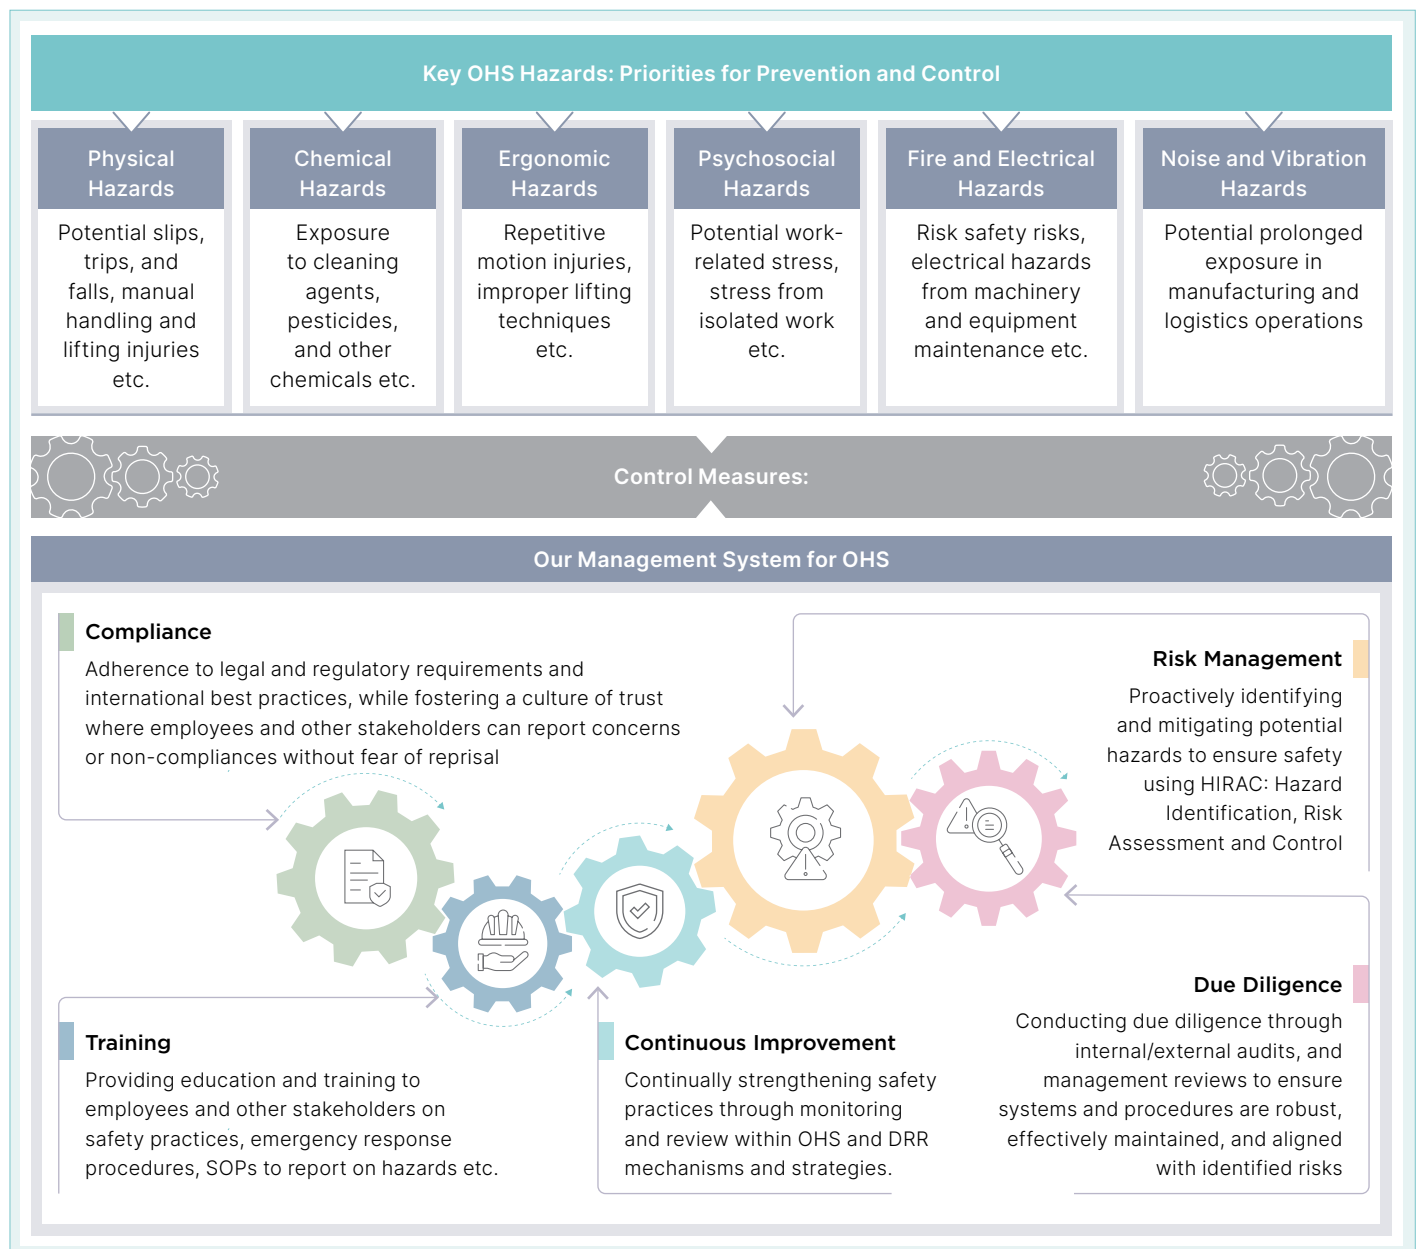 Key OHS Hazards: Priorities for Prevention and Control
Physical
Hazards
Potential slips,
trips, and
falls, manual
handling and
lifting injuries
etc.
Chemical
Hazards
Exposure
to cleaning
agents,
pesticides,
and other
chemicals etc.
Ergonomic
Hazards
Repetitive
motion injuries,
improper lifting
techniques
etc.
Psychosocial
Hazards
Potential work-
related stress,
stress from
isolated work
etc.
Fire and Electrical
Hazards
Risk safety risks,
electrical hazards
from machinery
and equipment
maintenance etc.
Noise and Vibration
Hazards
Potential prolonged
exposure in
manufacturing and
logistics operations
Control Measures:
Our Management System for OHS
Compliance
Adherence to legal and regulatory requirements and
international best practices, while fostering a culture of trust
where employees and other stakeholders can report concerns
or non-compliances without fear of reprisal
Risk Management
Proactively identifying
and mitigating potential
hazards to ensure safety
using HIRAC: Hazard
Identification, Risk
Assessment and Control
Training
Providing education and training to
employees and other stakeholders on
safety practices, emergency response
procedures, SOPs to report on hazards etc.
Continuous Improvement
Continually strengthening safety
practices through monitoring
and review within OHS and DRR
mechanisms and strategies.
Due Diligence
Conducting due diligence through
internal/external audits, and
management reviews to ensure
systems and procedures are robust,
effectively maintained, and aligned
with identified risks